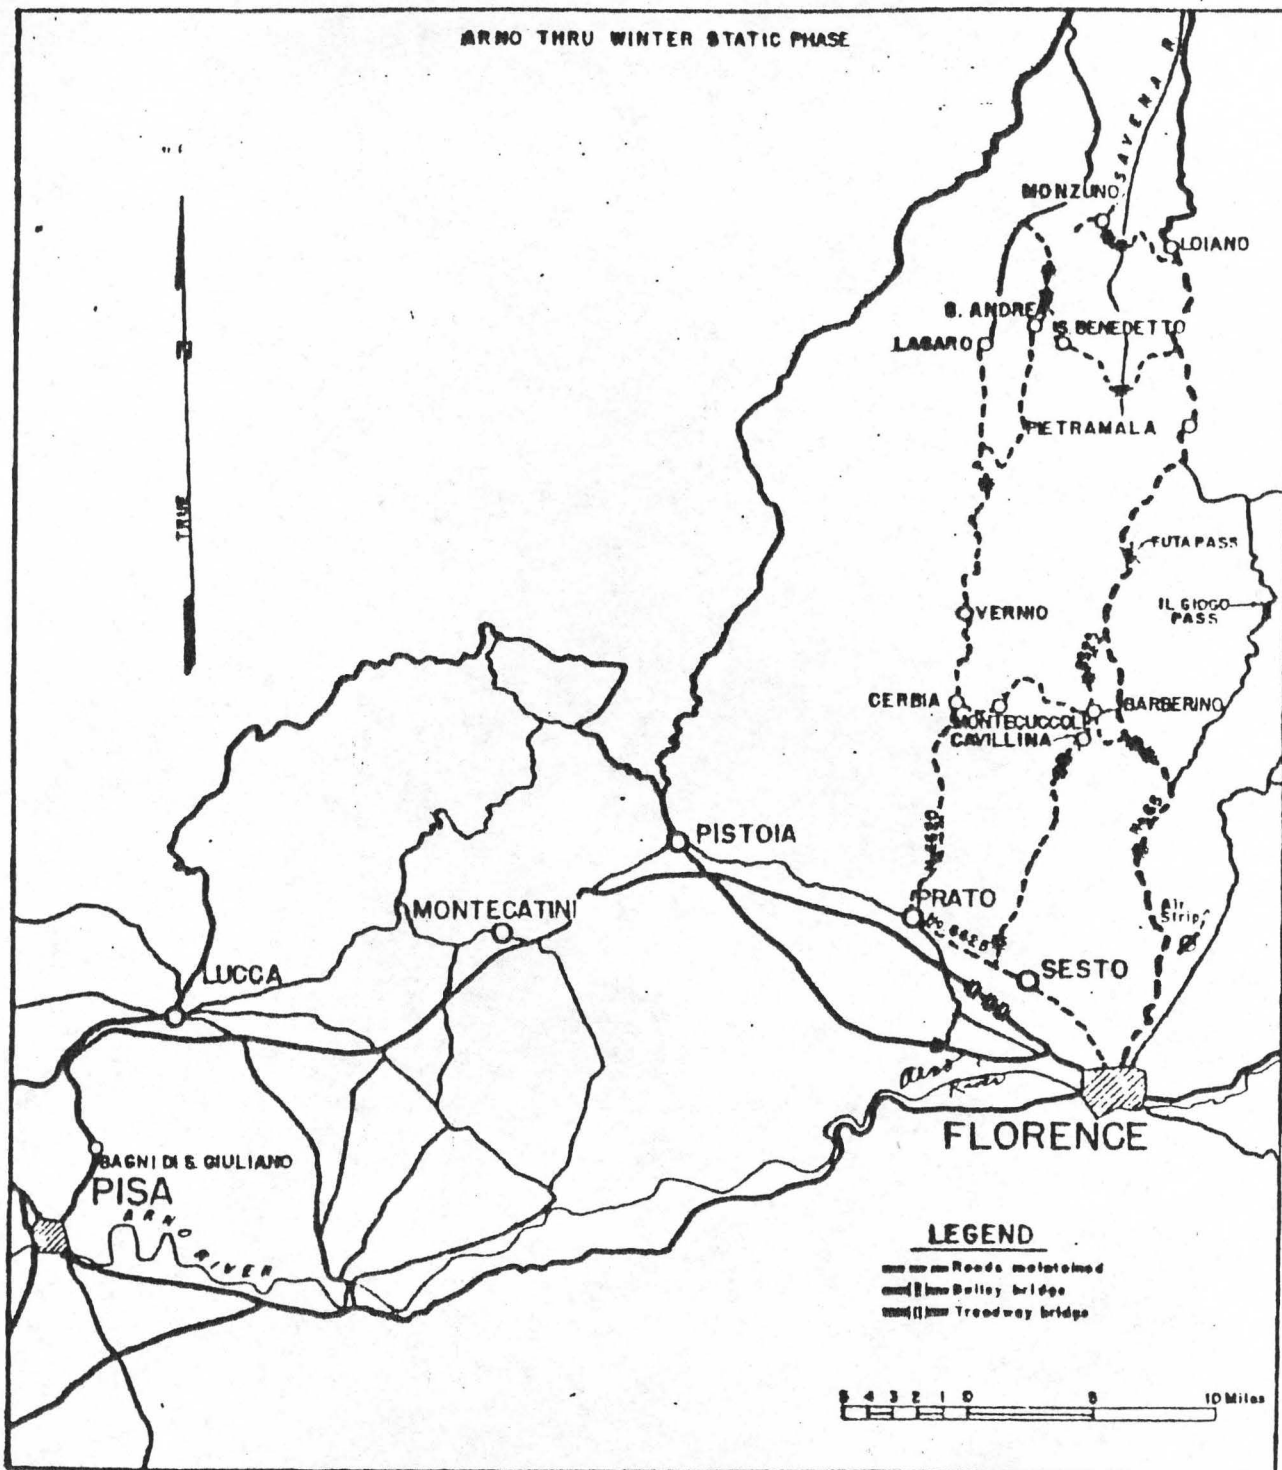 ARNO THRU WINTER STATIC PHASE
SAVENA R
MONZUNO
LOIANO
S. ANDREA
S. BENEDETTO
LAGARO
PIETRAMALA
TRUE
N
FUTA PASS
IL GIOGO
PASS
VERNIO
CERBIA
MONTECUCCOLI
BARBERINO
CAVILLINA
PISTOIA
PRATO
MONTECATINI
Air
Strip
LUCCA
SESTO
Arno
River
FLORENCE
BAGNI DI S. GIULIANO
PISA
ARNO RIVER
LEGEND
Roads maintained
Bailey bridge
Treadway bridge
5 4 3 2 1 0 5 10 Miles